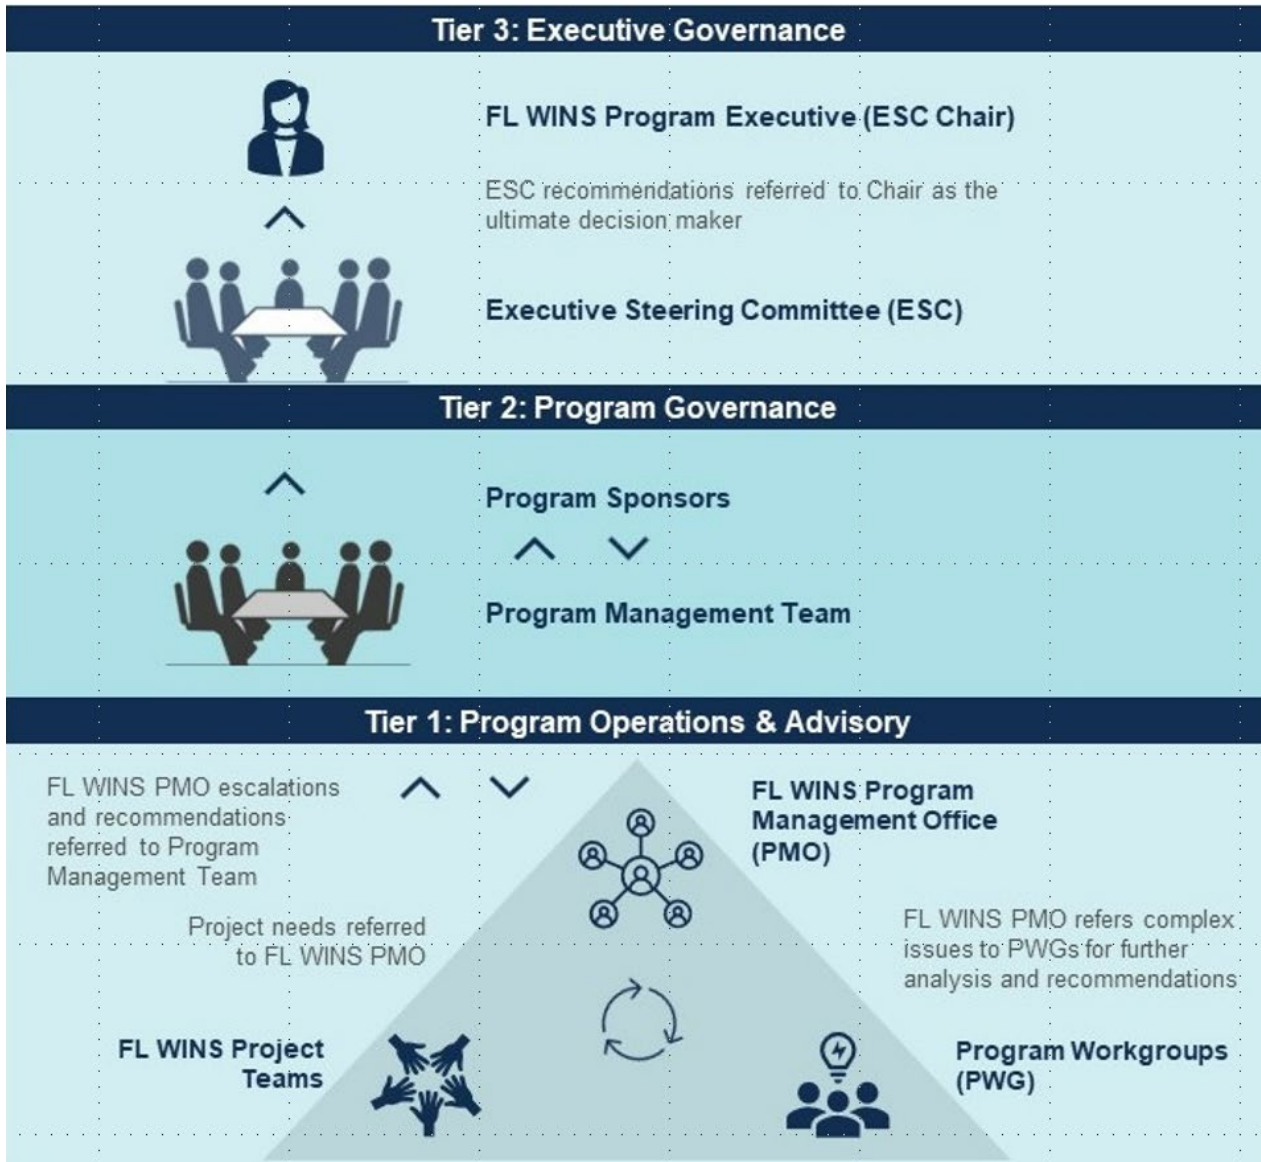 Tier 3: Executive Governance
FL WINS Program Executive (ESC Chair)
ESC recommendations referred to Chair as the
ultimate decision maker
Executive Steering Committee (ESC)
Tier 2: Program Governance
Program Sponsors
Program Management Team
Tier 1: Program Operations & Advisory
FL WINS PMO escalations
and recommendations
referred to Program
Management Team
FL WINS Program
Management Office
(PMO)
Project needs referred
to FL WINS PMO
FL WINS PMO refers complex
issues to PWGs for further
analysis and recommendations
FL WINS Project
Teams
Program Workgroups
(PWG)